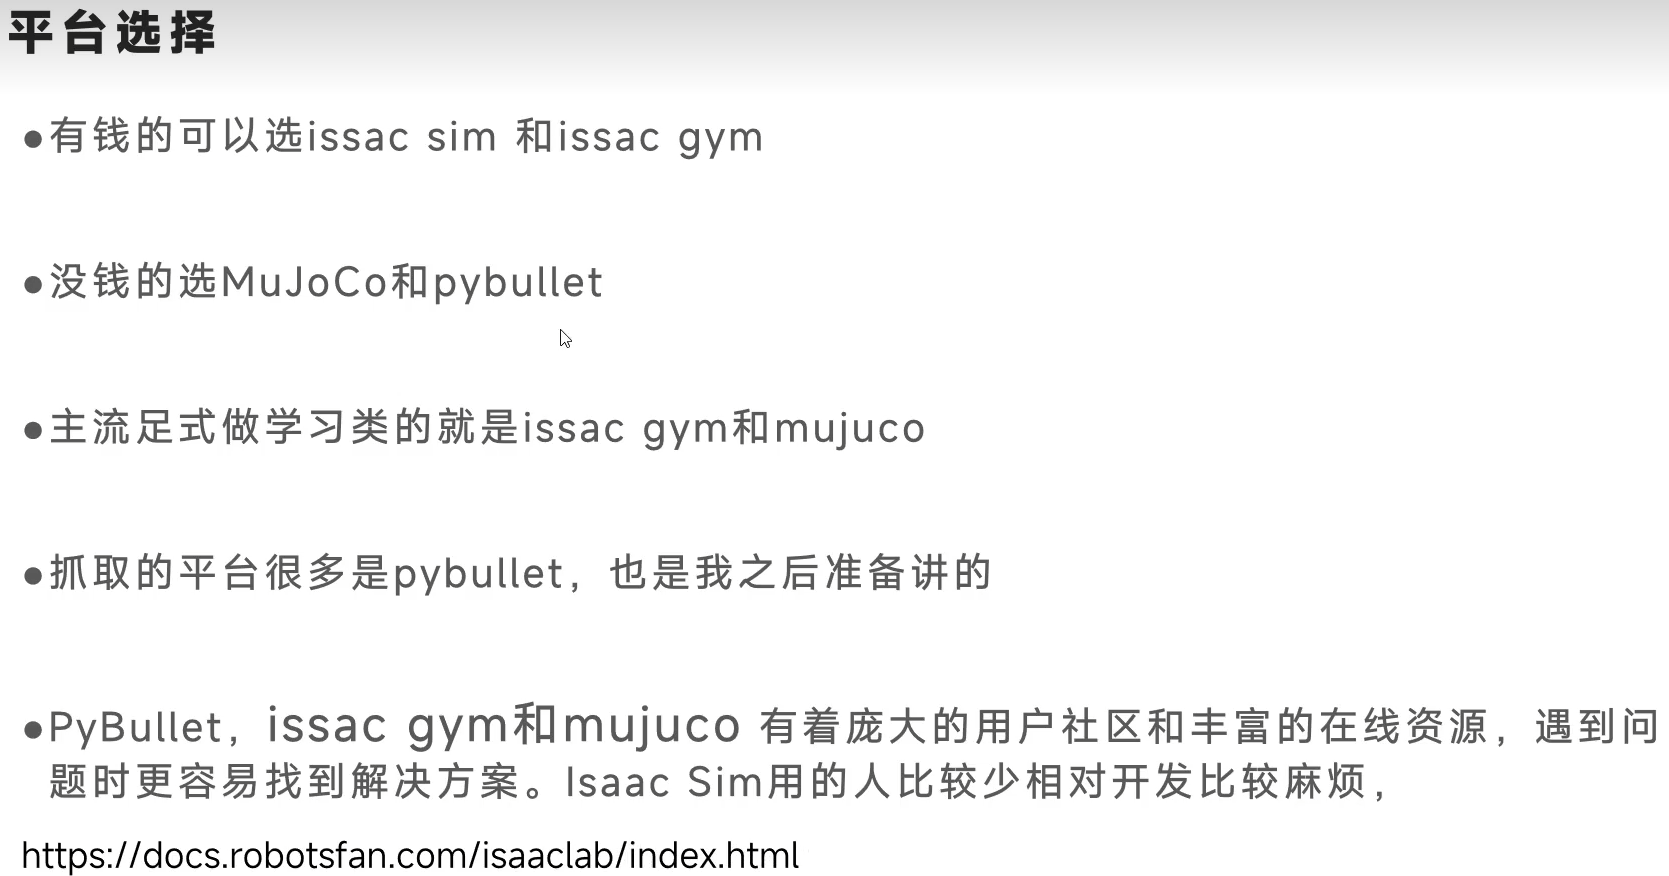 平台选择
●有钱的可以选issac sim 和issac gym
●没钱的选MuJoCo和pybullet
●主流足式做学习类的就是issac gym和mujuco
●抓取的平台很多是pybullet，也是我之后准备讲的
●PyBullet，issac gym和mujuco 有着庞大的用户社区和丰富的在线资源，遇到问
题时更容易找到解决方案。Isaac Sim用的人比较少相对开发比较麻烦，
https://docs.robotsfan.com/isaaclab/index.html